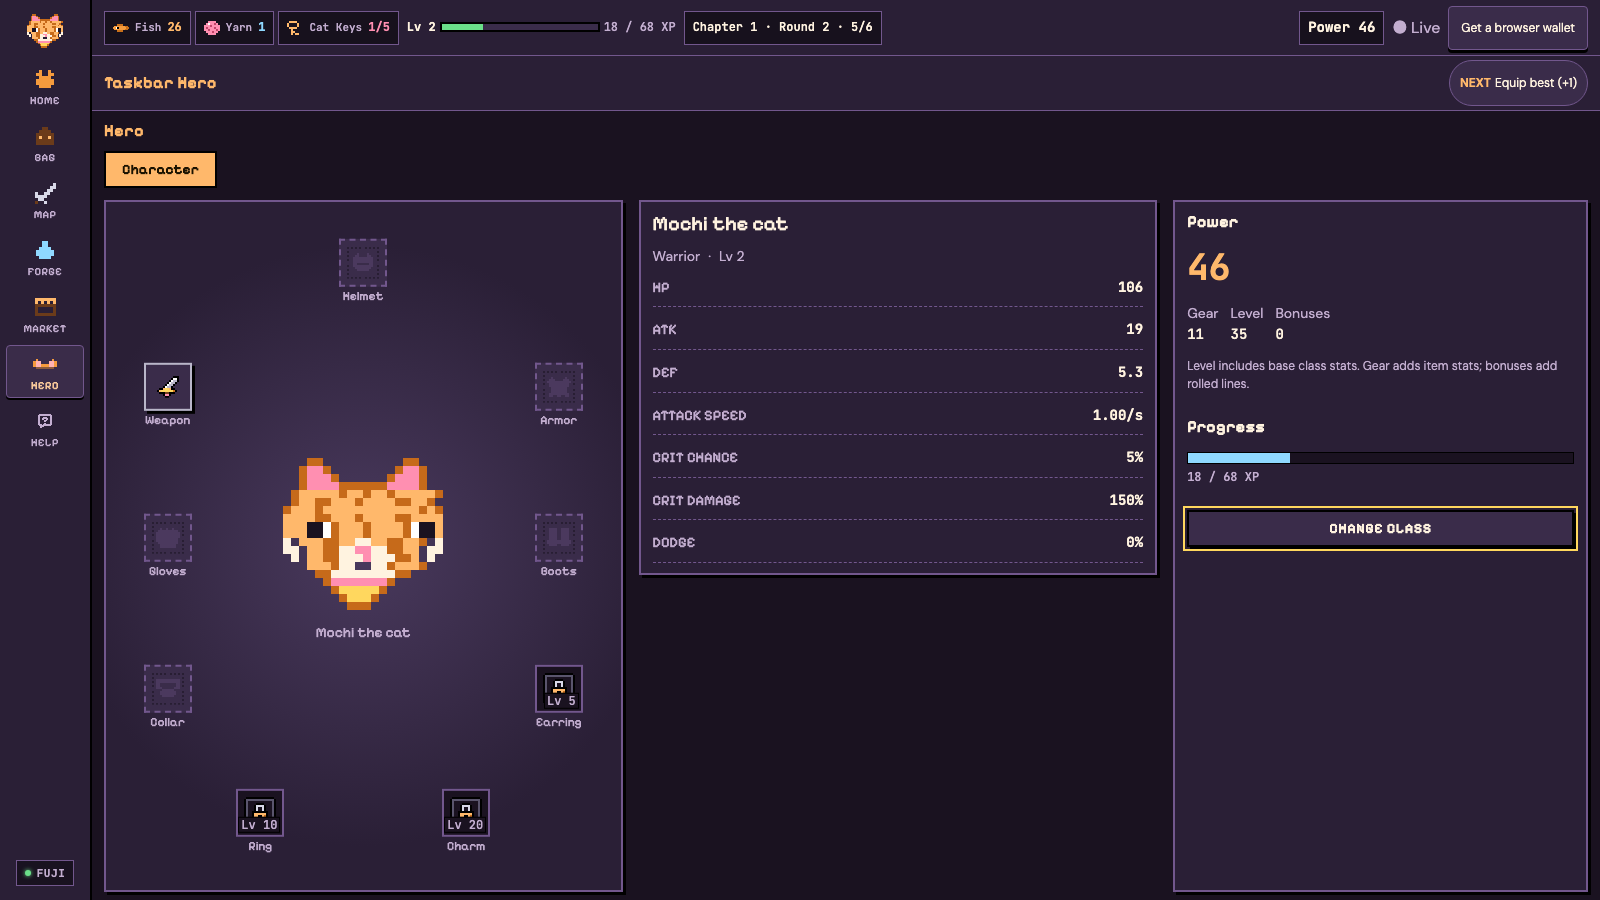 Fish 26
Yarn 1
Cat Keys 1/5
Lv 2
18 / 68 XP
Chapter 1 · Round 2 · 5/6
Power 46
Live
Get a browser wallet
HOME
BAG
MAP
FORGE
MARKET
HERO
HELP
FUJI
Taskbar Hero
NEXT Equip best (+1)
Hero
Character
Helmet
Weapon
Armor
Gloves
Boots
Mochi the cat
Collar
Lv 5
Earring
Lv 10
Ring
Lv 20
Charm
Mochi the cat
Warrior · Lv 2
HP 106
ATK 19
DEF 5.3
ATTACK SPEED 1.00/s
CRIT CHANCE 5%
CRIT DAMAGE 150%
DODGE 0%
Power
46
Gear Level Bonuses
11 35 0
Level includes base class stats. Gear adds item stats; bonuses add
rolled lines.
Progress
18 / 68 XP
CHANGE CLASS